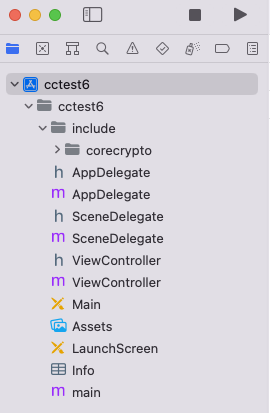 cctest6
cctest6
include
corecrypto
h AppDelegate
m AppDelegate
h SceneDelegate
m SceneDelegate
h ViewController
m ViewController
Main
Assets
LaunchScreen
Info
m main